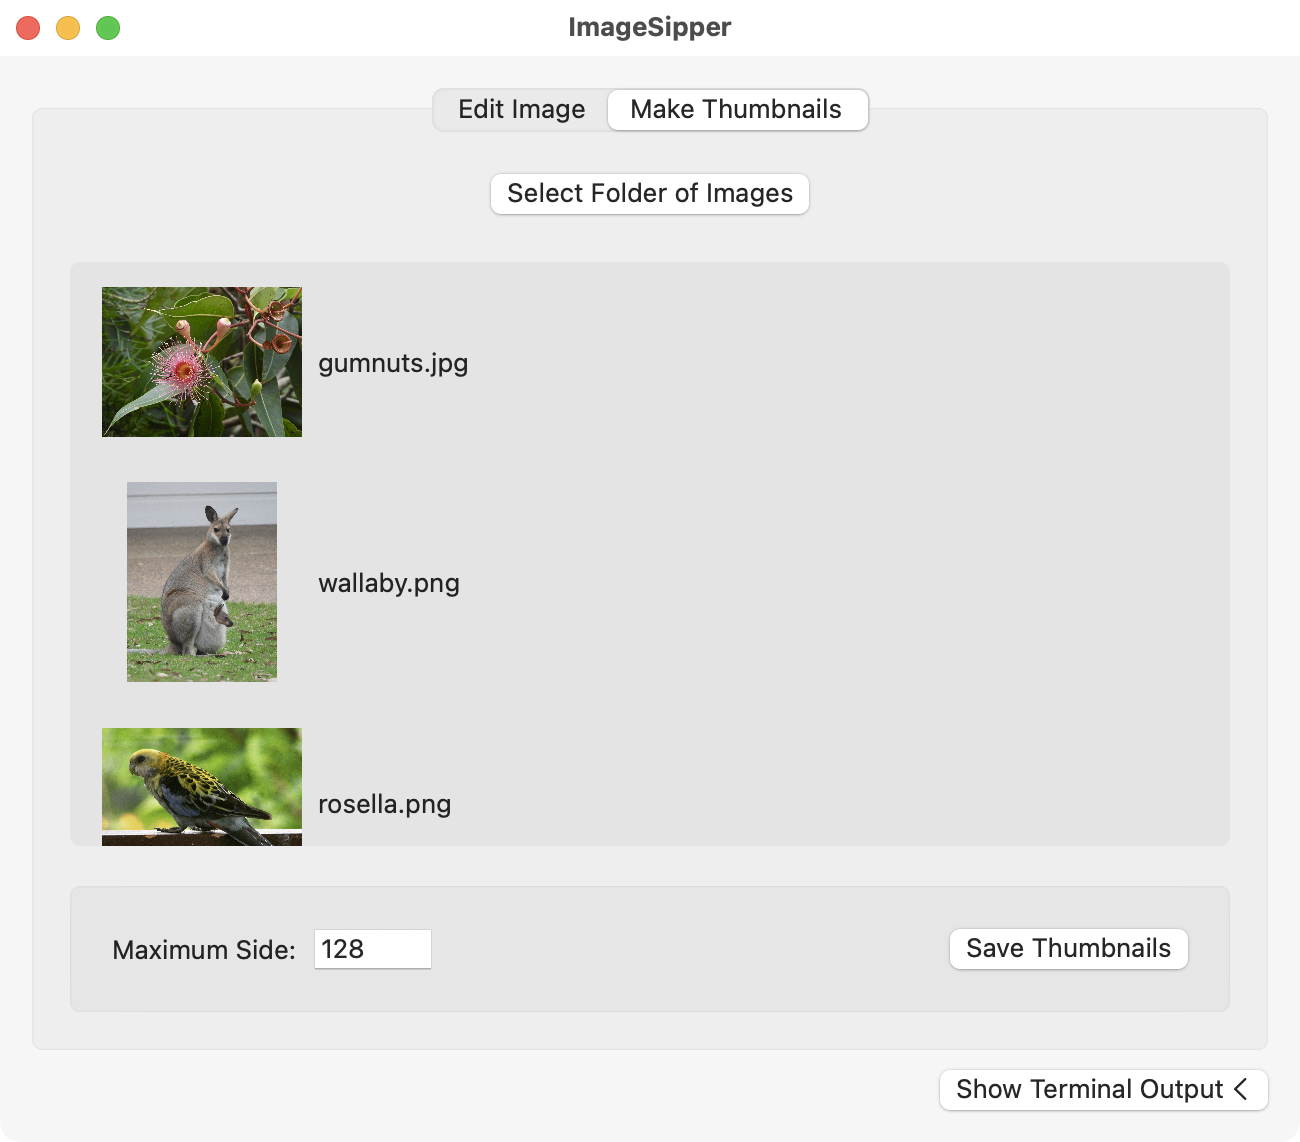 ImageSipper
Edit Image Make Thumbnails
Select Folder of Images
gumnuts.jpg
wallaby.png
rosella.png
Maximum Side: 128 Save Thumbnails
Show Terminal Output <